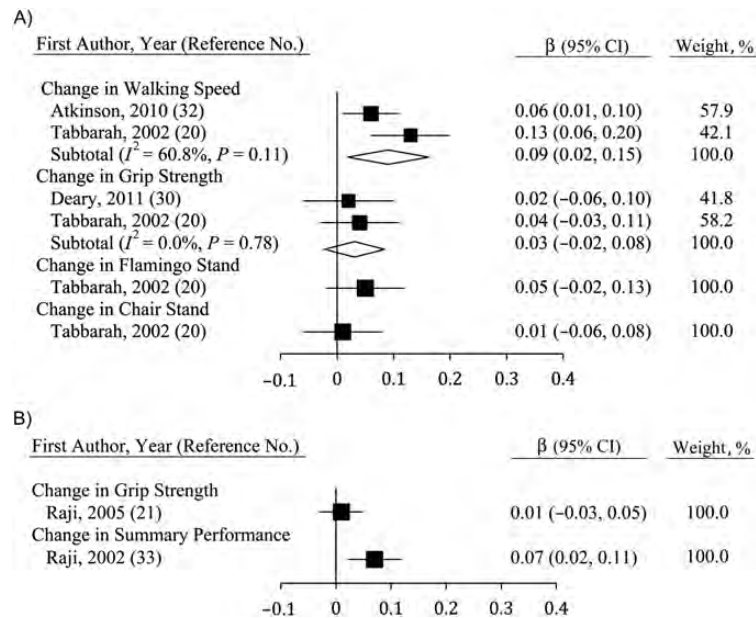 A)
First Author, Year (Reference No.) β (95% CI) Weight, %
Change in Walking Speed
Atkinson, 2010 (32) 0.06 (0.01, 0.10) 57.9
Tabbarah, 2002 (20) 0.13 (0.06, 0.20) 42.1
Subtotal (I² = 60.8%, P = 0.11) 0.09 (0.02, 0.15) 100.0
Change in Grip Strength
Deary, 2011 (30) 0.02 (−0.06, 0.10) 41.8
Tabbarah, 2002 (20) 0.04 (−0.03, 0.11) 58.2
Subtotal (I² = 0.0%, P = 0.78) 0.03 (−0.02, 0.08) 100.0
Change in Flamingo Stand
Tabbarah, 2002 (20) 0.05 (−0.02, 0.13) 100.0
Change in Chair Stand
Tabbarah, 2002 (20) 0.01 (−0.06, 0.08) 100.0
−0.1 0 0.1 0.2 0.3 0.4
B)
First Author, Year (Reference No.) β (95% CI) Weight, %
Change in Grip Strength
Raji, 2005 (21) 0.01 (−0.03, 0.05) 100.0
Change in Summary Performance
Raji, 2002 (33) 0.07 (0.02, 0.11) 100.0
−0.1 0 0.1 0.2 0.3 0.4